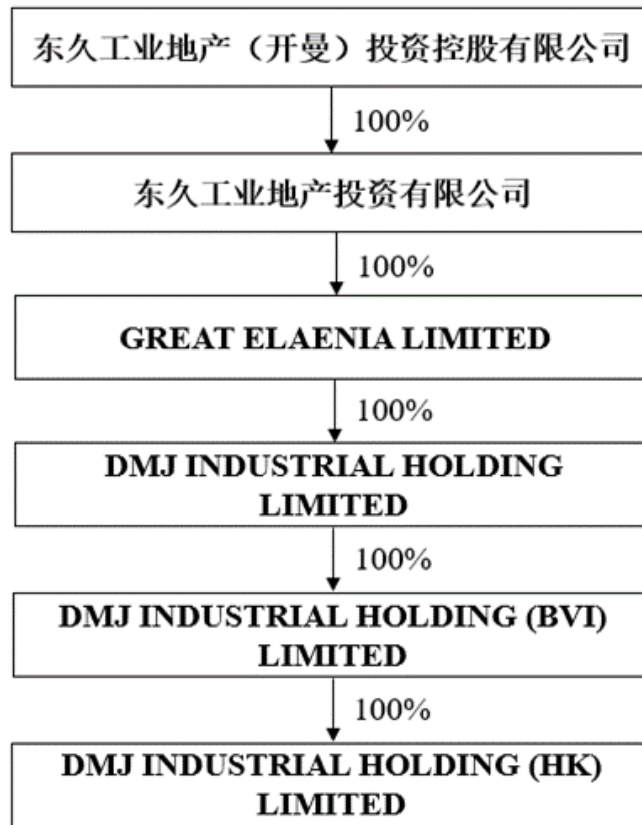 东久工业地产（开曼）投资控股有限公司
100%
东久工业地产投资有限公司
100%
GREAT ELAENIA LIMITED
100%
DMJ INDUSTRIAL HOLDING
LIMITED
100%
DMJ INDUSTRIAL HOLDING (BVI)
LIMITED
100%
DMJ INDUSTRIAL HOLDING (HK)
LIMITED